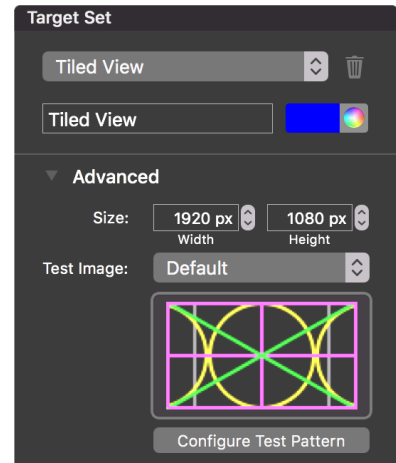 Target Set
Tiled View
Tiled View
Advanced
Size: 1920 px 1080 px
Width Height
Test Image: Default
Configure Test Pattern